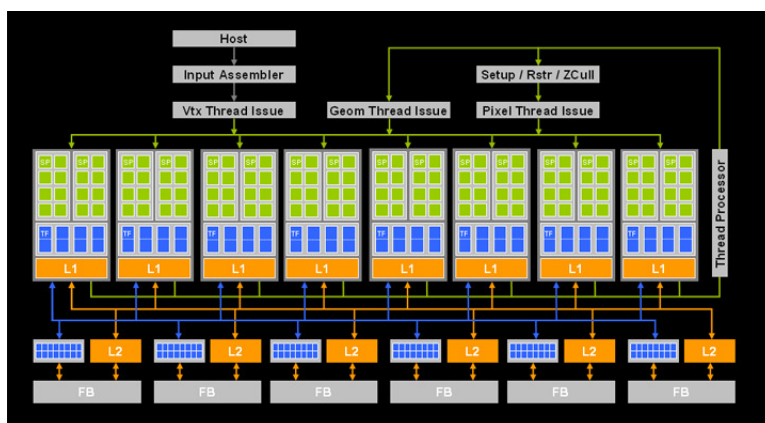 Host
Input Assembler
Setup / Rstr / ZCull
Vtx Thread Issue
Geom Thread Issue
Pixel Thread Issue
SP SP SP SP SP SP SP SP SP SP SP SP SP SP SP SP
Thread Processor
TF TF TF TF TF TF TF TF
L1 L1 L1 L1 L1 L1 L1 L1
L2 L2 L2 L2 L2 L2
FB FB FB FB FB FB